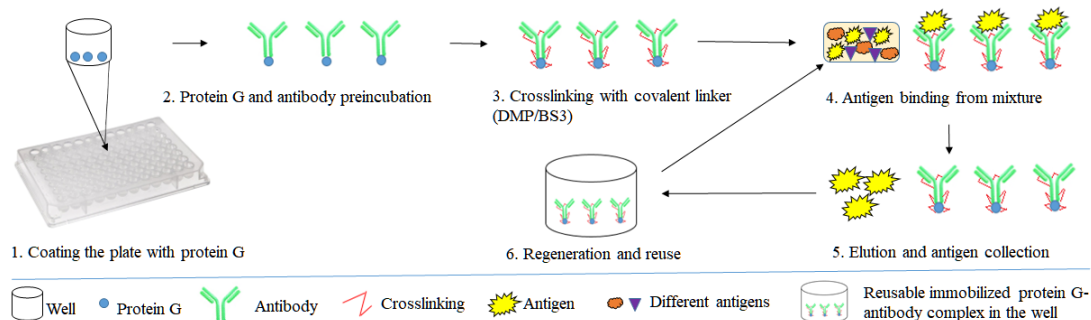 2. Protein G and antibody preincubation
3. Crosslinking with covalent linker
(DMP/BS3)
4. Antigen binding from mixture
1. Coating the plate with protein G
6. Regeneration and reuse
5. Elution and antigen collection
Well
Protein G
Antibody
Crosslinking
Antigen
Different antigens
Reusable immobilized protein G-
antibody complex in the well